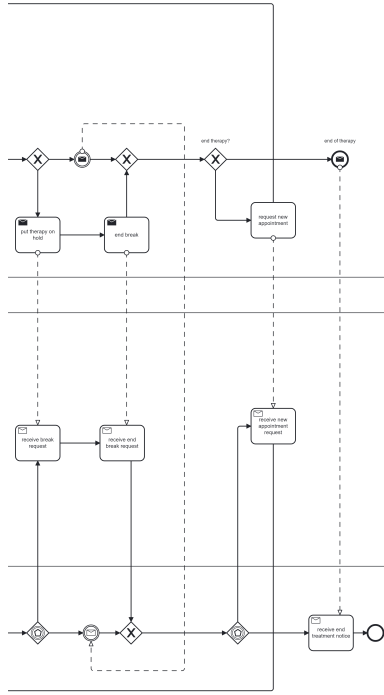 end therapy?
end of therapy
put therapy on
hold
end break
request new
appointment
receive break
request
receive end
break request
receive new
appointment
request
receive end
treatment notice